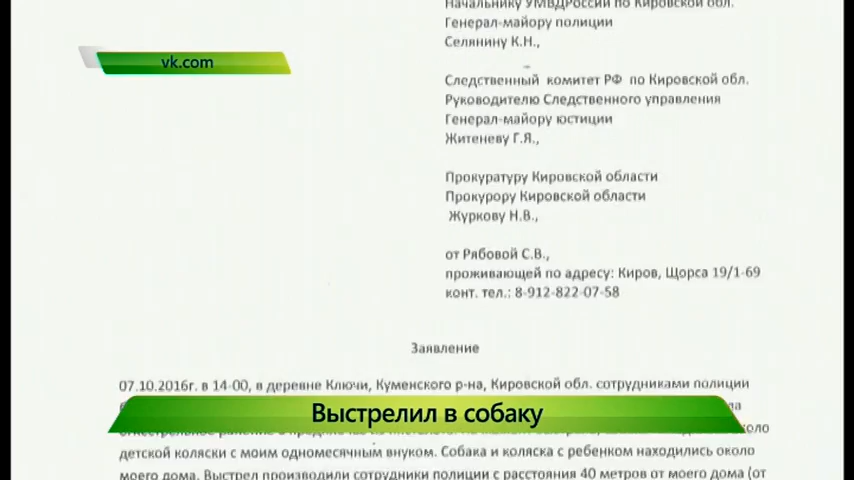 Начальнику УМВДРоссии по Кировской обл.
Генерал-майору полиции
Селянину К.Н.,
vk.com
Следственный комитет РФ по Кировской обл.
Руководителю Следственного управления
Генерал-майору юстиции
Житеневу Г.Я.,
Прокуратуру Кировской области
Прокурору Кировской области
Журкову Н.В.,
от Рябовой С.В.,
проживающей по адресу: Киров, Щорса 19/1-69
конт. тел.: 8-912-822-07-58
Заявление
07.10.2016г. в 14-00, в деревне Ключи, Куменского р-на, Кировской обл. сотрудниками полиции
Выстрелил в собаку
детской коляски с моим одномесячным внуком. Собака и коляска с ребенком находились около
моего дома. Выстрел производили сотрудники полиции с расстояния 40 метров от моего дома (от